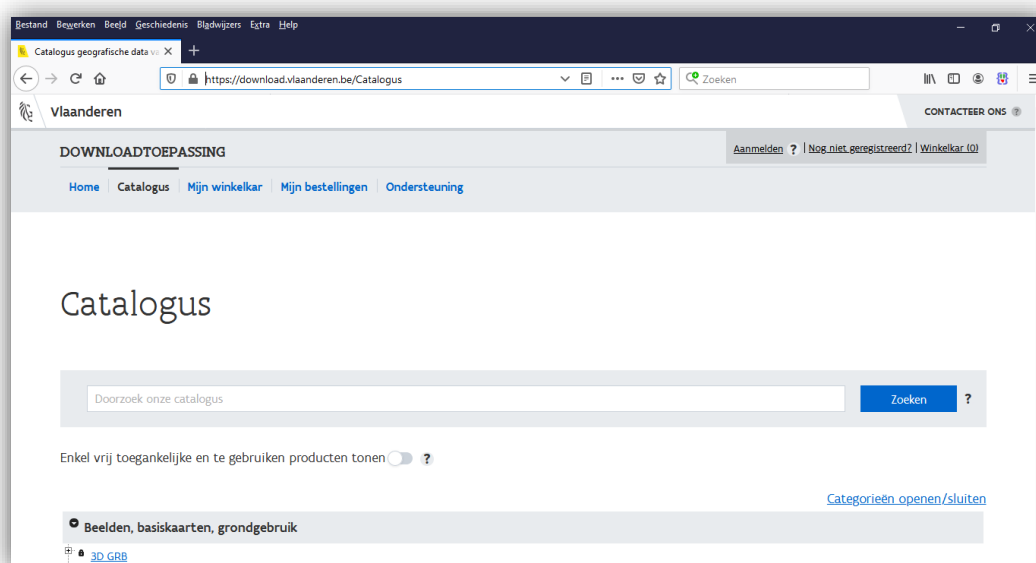 Bestand Bewerken Beeld Geschiedenis Bladwijzers Extra Help
Catalogus geografische data va
https://download.vlaanderen.be/Catalogus
Zoeken
Vlaanderen
CONTACTEER ONS ?
DOWNLOADTOEPASSING
Aanmelden ? | Nog niet geregistreerd? | Winkelkar (0)
Home Catalogus Mijn winkelkar Mijn bestellingen Ondersteuning
Catalogus
Doorzoek onze catalogus
Zoeken ?
Enkel vrij toegankelijke en te gebruiken producten tonen ?
Categorieën openen/sluiten
Beelden, basiskaarten, grondgebruik
3D GRB